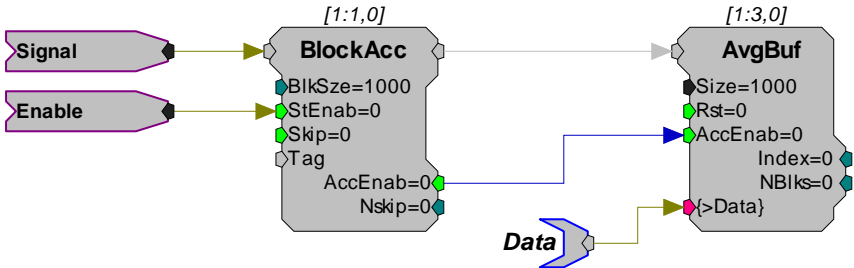 [1:1,0]
[1:3,0]
Signal
BlockAcc
AvgBuf
BlkSze=1000
Size=1000
Enable
StEnab=0
Rst=0
Skip=0
AccEnab=0
Tag
Index=0
AccEnab=0
NBlks=0
Nskip=0
{>Data}
Data